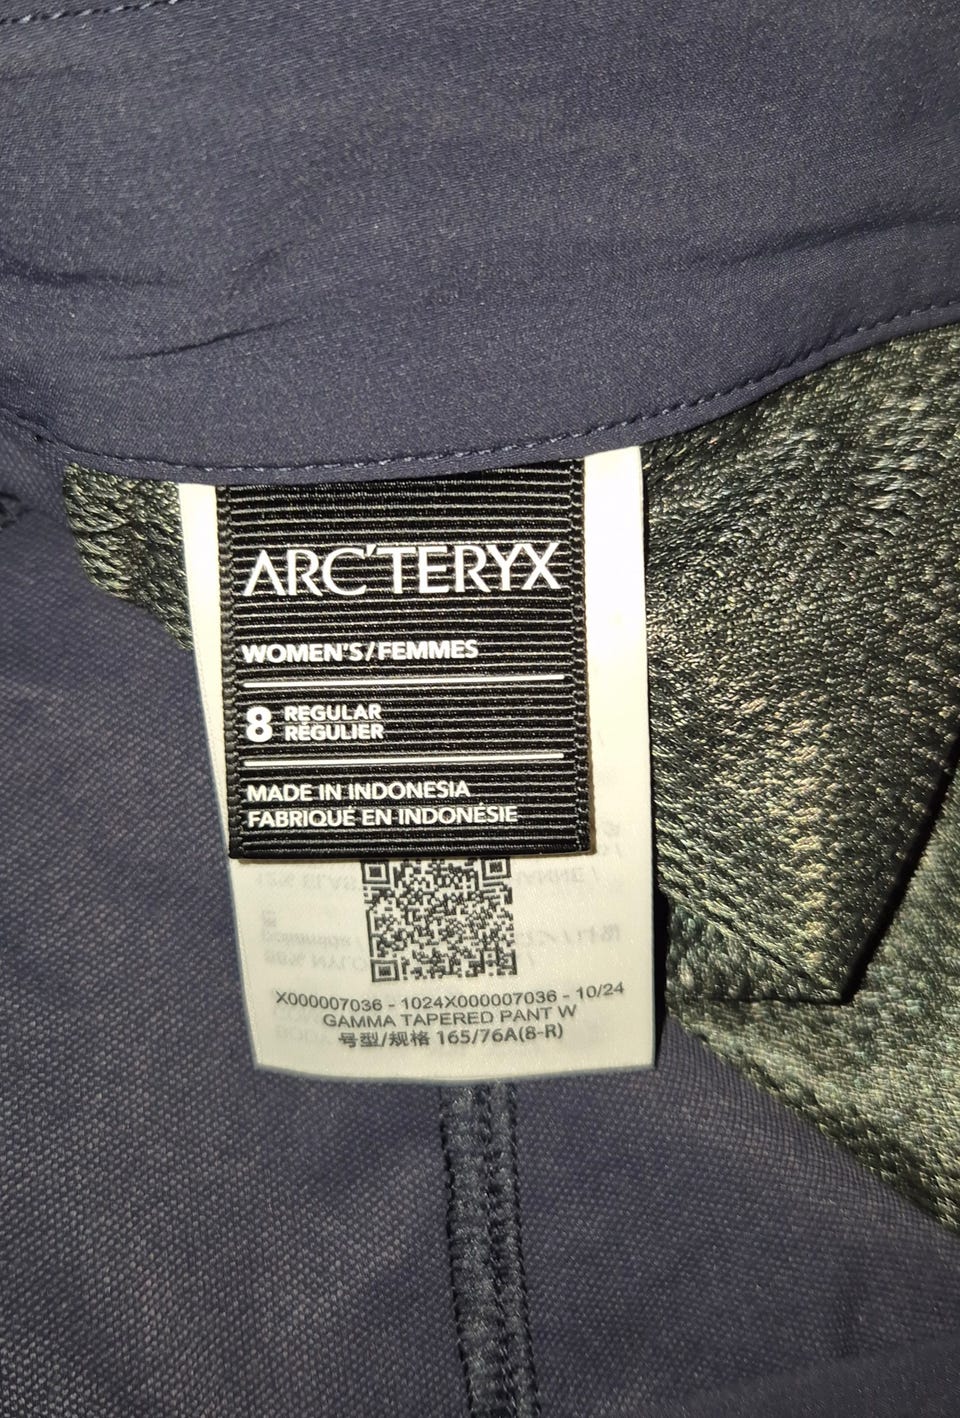 ARC'TERYX
WOMEN'S/FEMMES
8 REGULAR
RÉGULIER
MADE IN INDONESIA
FABRIQUÉ EN INDONÉSIE
X000007036 - 1024X000007036 - 10/24
GAMMA TAPERED PANT W
号型/规格 165/76A(8-R)